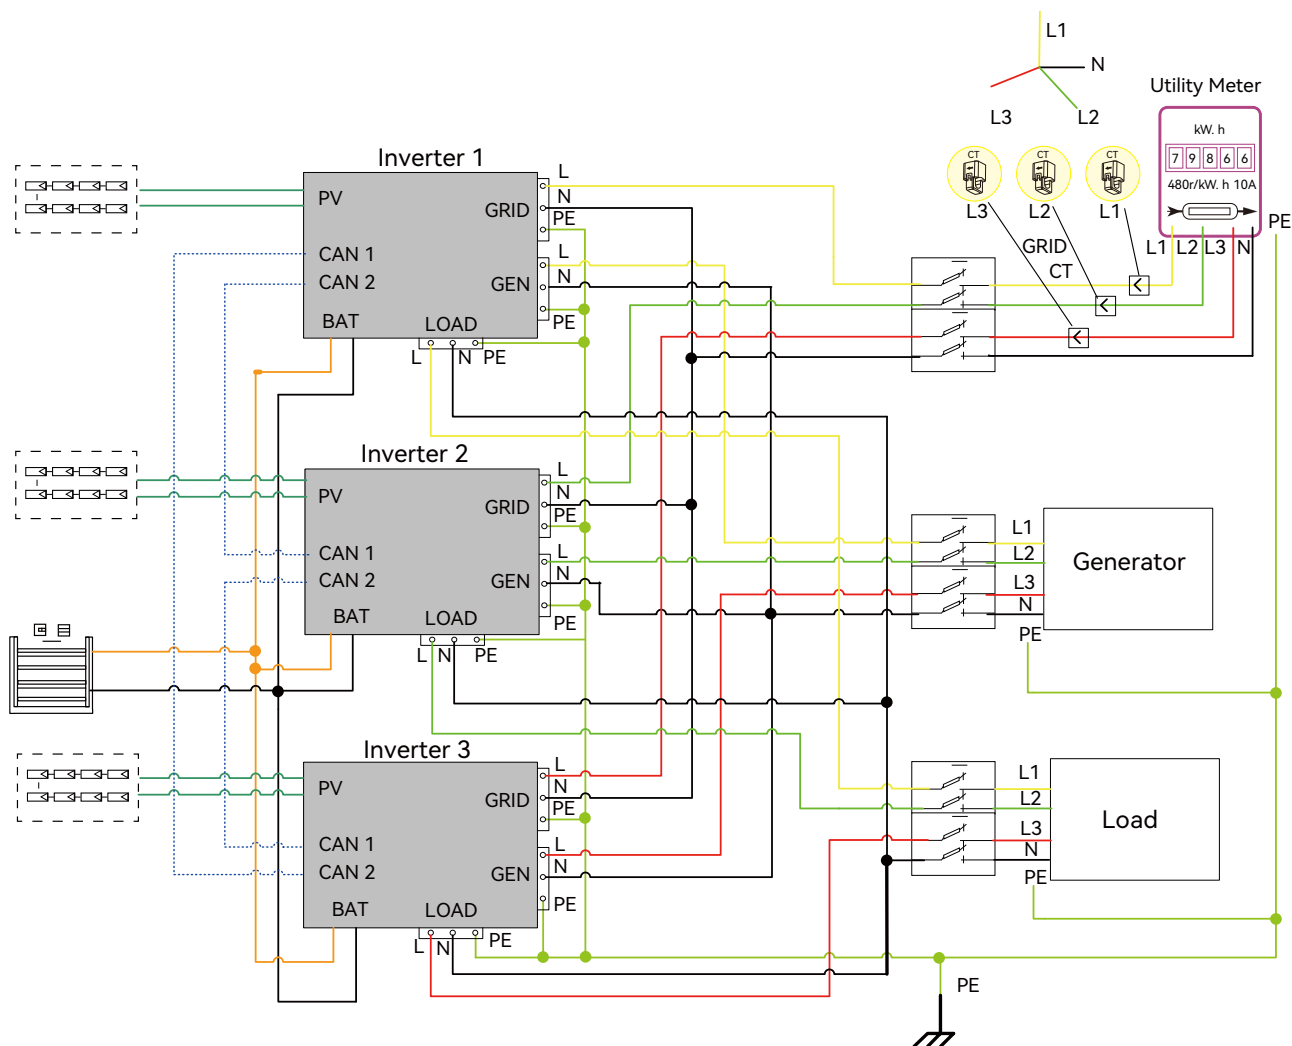 L1
N
L3
L2
Utility Meter
kW. h
7 9 8 6 6
480r/kW. h 10A
CT
CT
CT
L3
L2
L1
GRID
CT
L1
L2
L3
N
PE
Inverter 1
PV
CAN 1
CAN 2
BAT
LOAD
GRID
GEN
L
N
PE
L
N
PE
L
N
PE
Inverter 2
PV
CAN 1
CAN 2
BAT
LOAD
GRID
GEN
L
N
PE
L
N
PE
L
N
PE
L1
L2
L3
N
PE
Generator
Inverter 3
PV
CAN 1
CAN 2
BAT
LOAD
GRID
GEN
L
N
PE
L
N
PE
L
N
PE
L1
L2
L3
N
PE
Load
PE